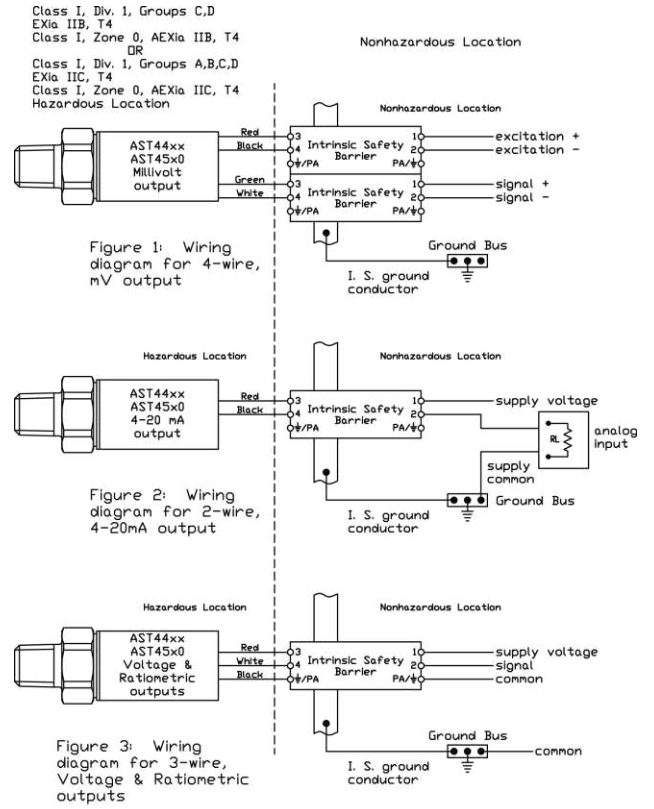 Class I, Div. 1, Groups C,D
EXia IIB, T4
Class I, Zone 0, AEXia IIB, T4
OR
Class I, Div. 1, Groups A,B,C,D
EXia IIC, T4
Class I, Zone 0, AEXia IIC, T4
Hazardous Location
Nonhazardous Location
Nonhazardous Location
AST44xx
AST45x0
Millivolt
output
Red
Black
Green
White
3
4
/PA
Intrinsic Safety
Barrier
1
2
PA/
excitation +
excitation -
3
4
/PA
Intrinsic Safety
Barrier
1
2
PA/
signal +
signal -
Figure 1: Wiring
diagram for 4-wire,
mV output
Ground Bus
I. S. ground
conductor
Hazardous Location
Nonhazardous Location
AST44xx
AST45x0
4-20 mA
output
Red
Black
3
4
/PA
Intrinsic Safety
Barrier
1
2
PA/
supply voltage
RL
analog
input
supply
common
Figure 2: Wiring
diagram for 2-wire,
4-20mA output
Ground Bus
I. S. ground
conductor
Hazardous Location
Nonhazardous Location
AST44xx
AST45x0
Voltage &
Ratiometric
outputs
Red
White
Black
3
4
/PA
Intrinsic Safety
Barrier
1
2
PA/
supply voltage
signal
common
Figure 3: Wiring
diagram for 3-wire,
Voltage & Ratiometric
outputs
Ground Bus
common
I. S. ground
conductor